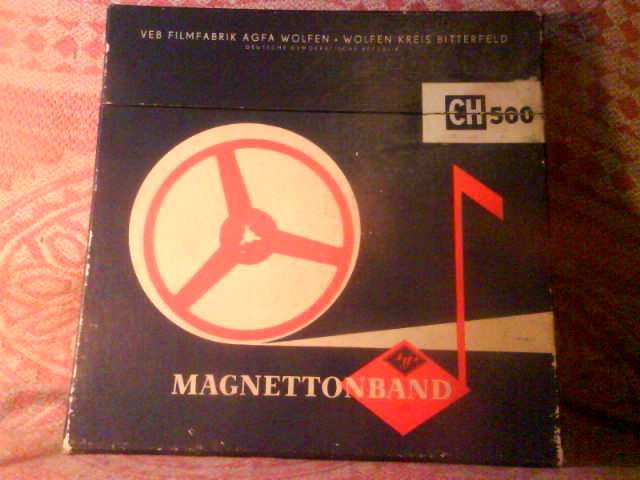 VEB FILMFABRIK AGFA WOLFEN • WOLFEN KREIS BITTERFELD
DEUTSCHE DEMOKRATISCHE REPUBLIK
CH 500
MAGNETTONBAND